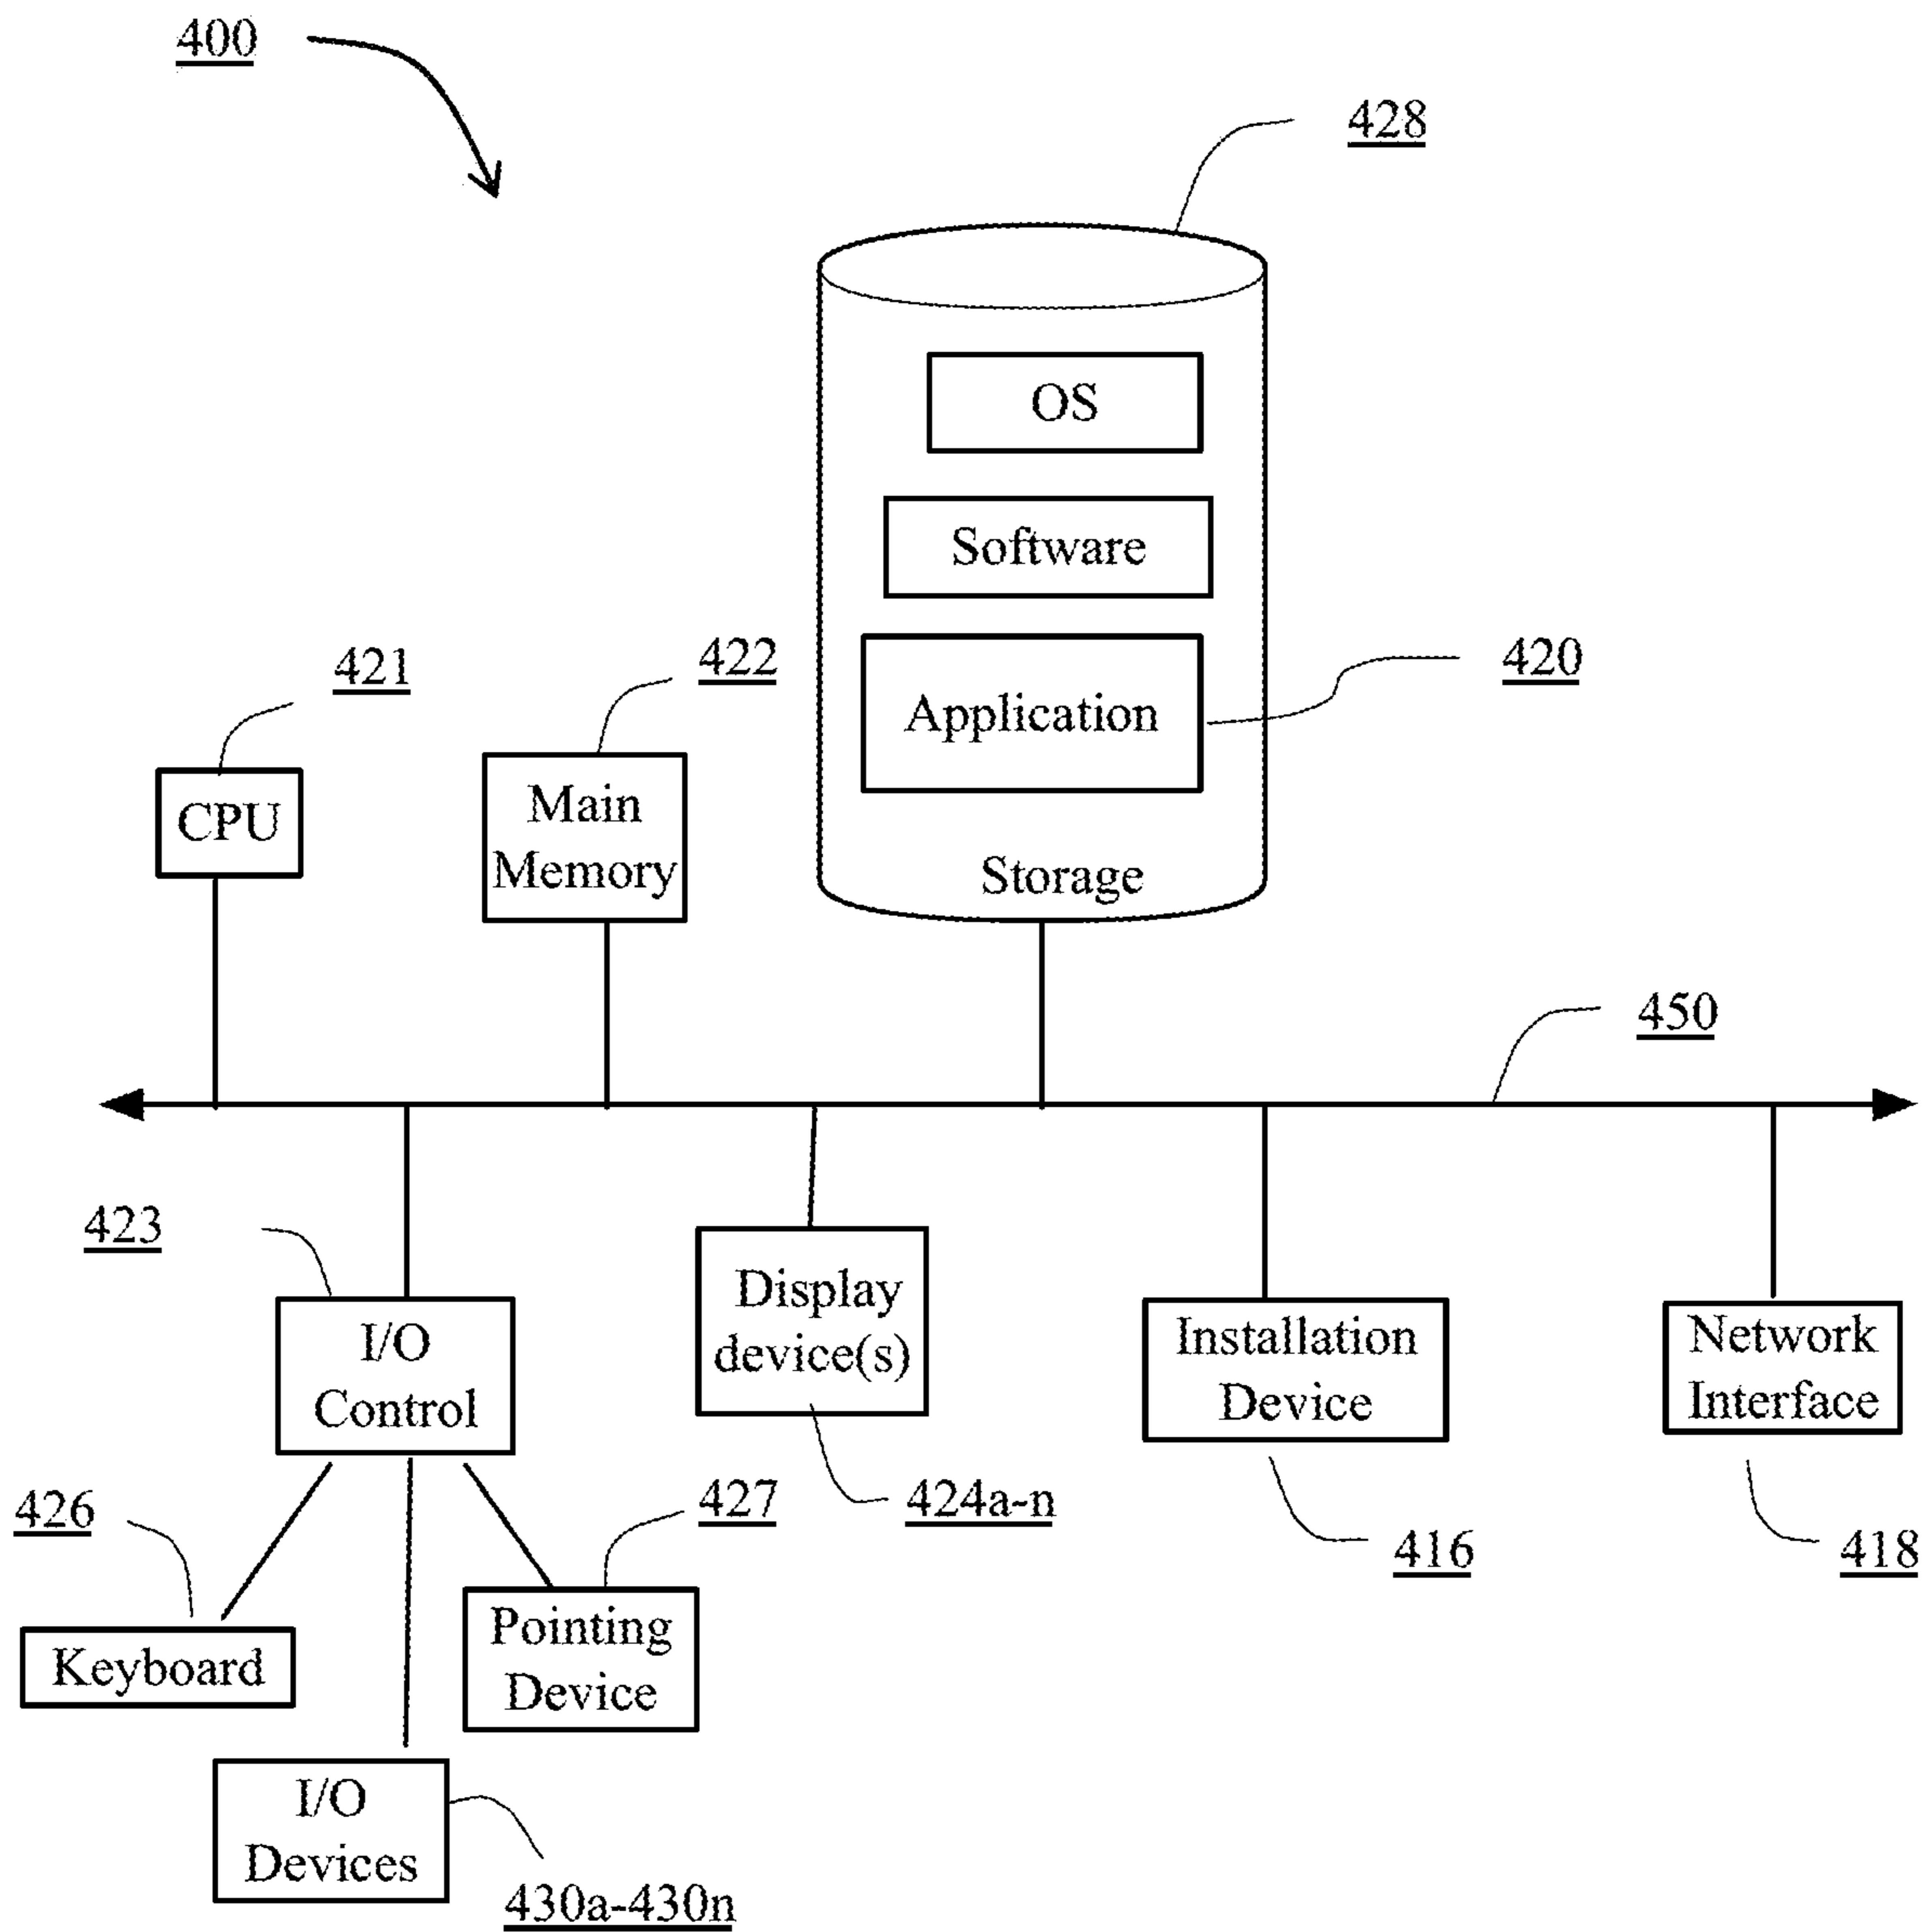 400
428
OS
Software
420
Application
421
422
CPU
Main
Memory
Storage
450
423
I/O
Control
Display
device(s)
Installation
Device
Network
Interface
426
427
424a-n
416
418
Keyboard
Pointing
Device
I/O
Devices
430a-430n